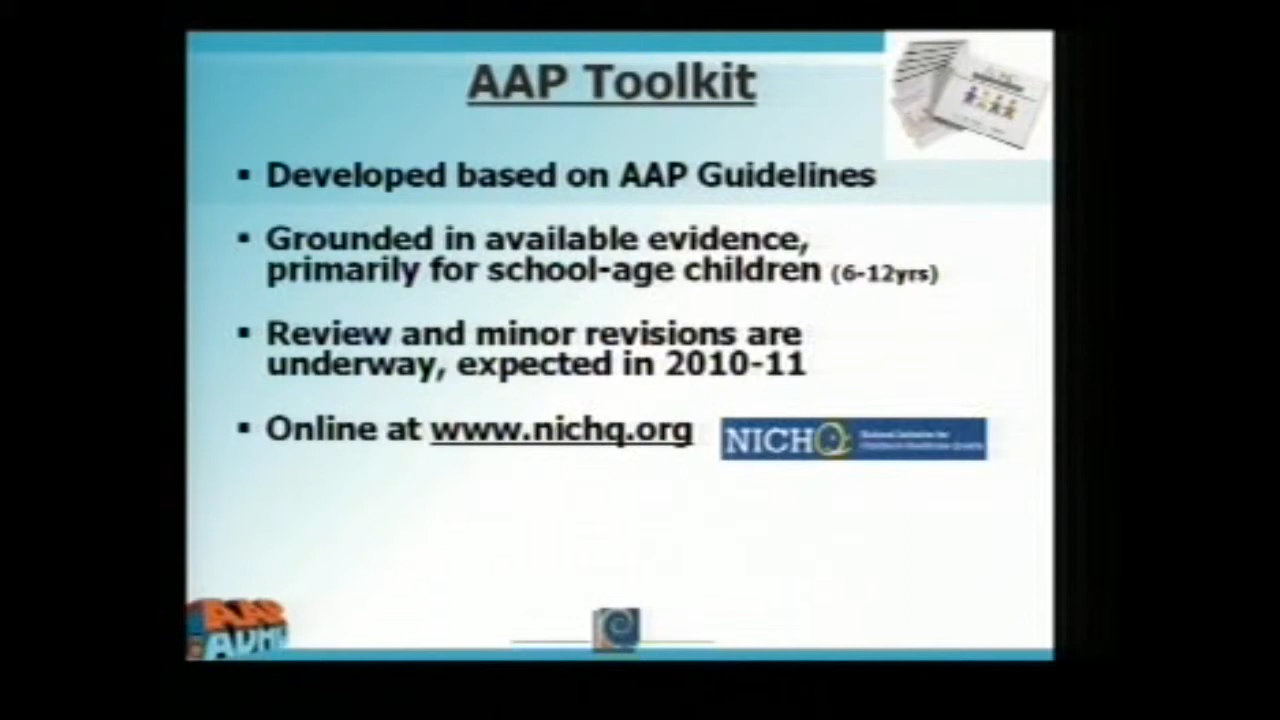 AAP Toolkit
▪ Developed based on AAP Guidelines
▪ Grounded in available evidence,
primarily for school-age children (6-12yrs)
▪ Review and minor revisions are
underway, expected in 2010-11
▪ Online at www.nichq.org
NICHQ
AAP